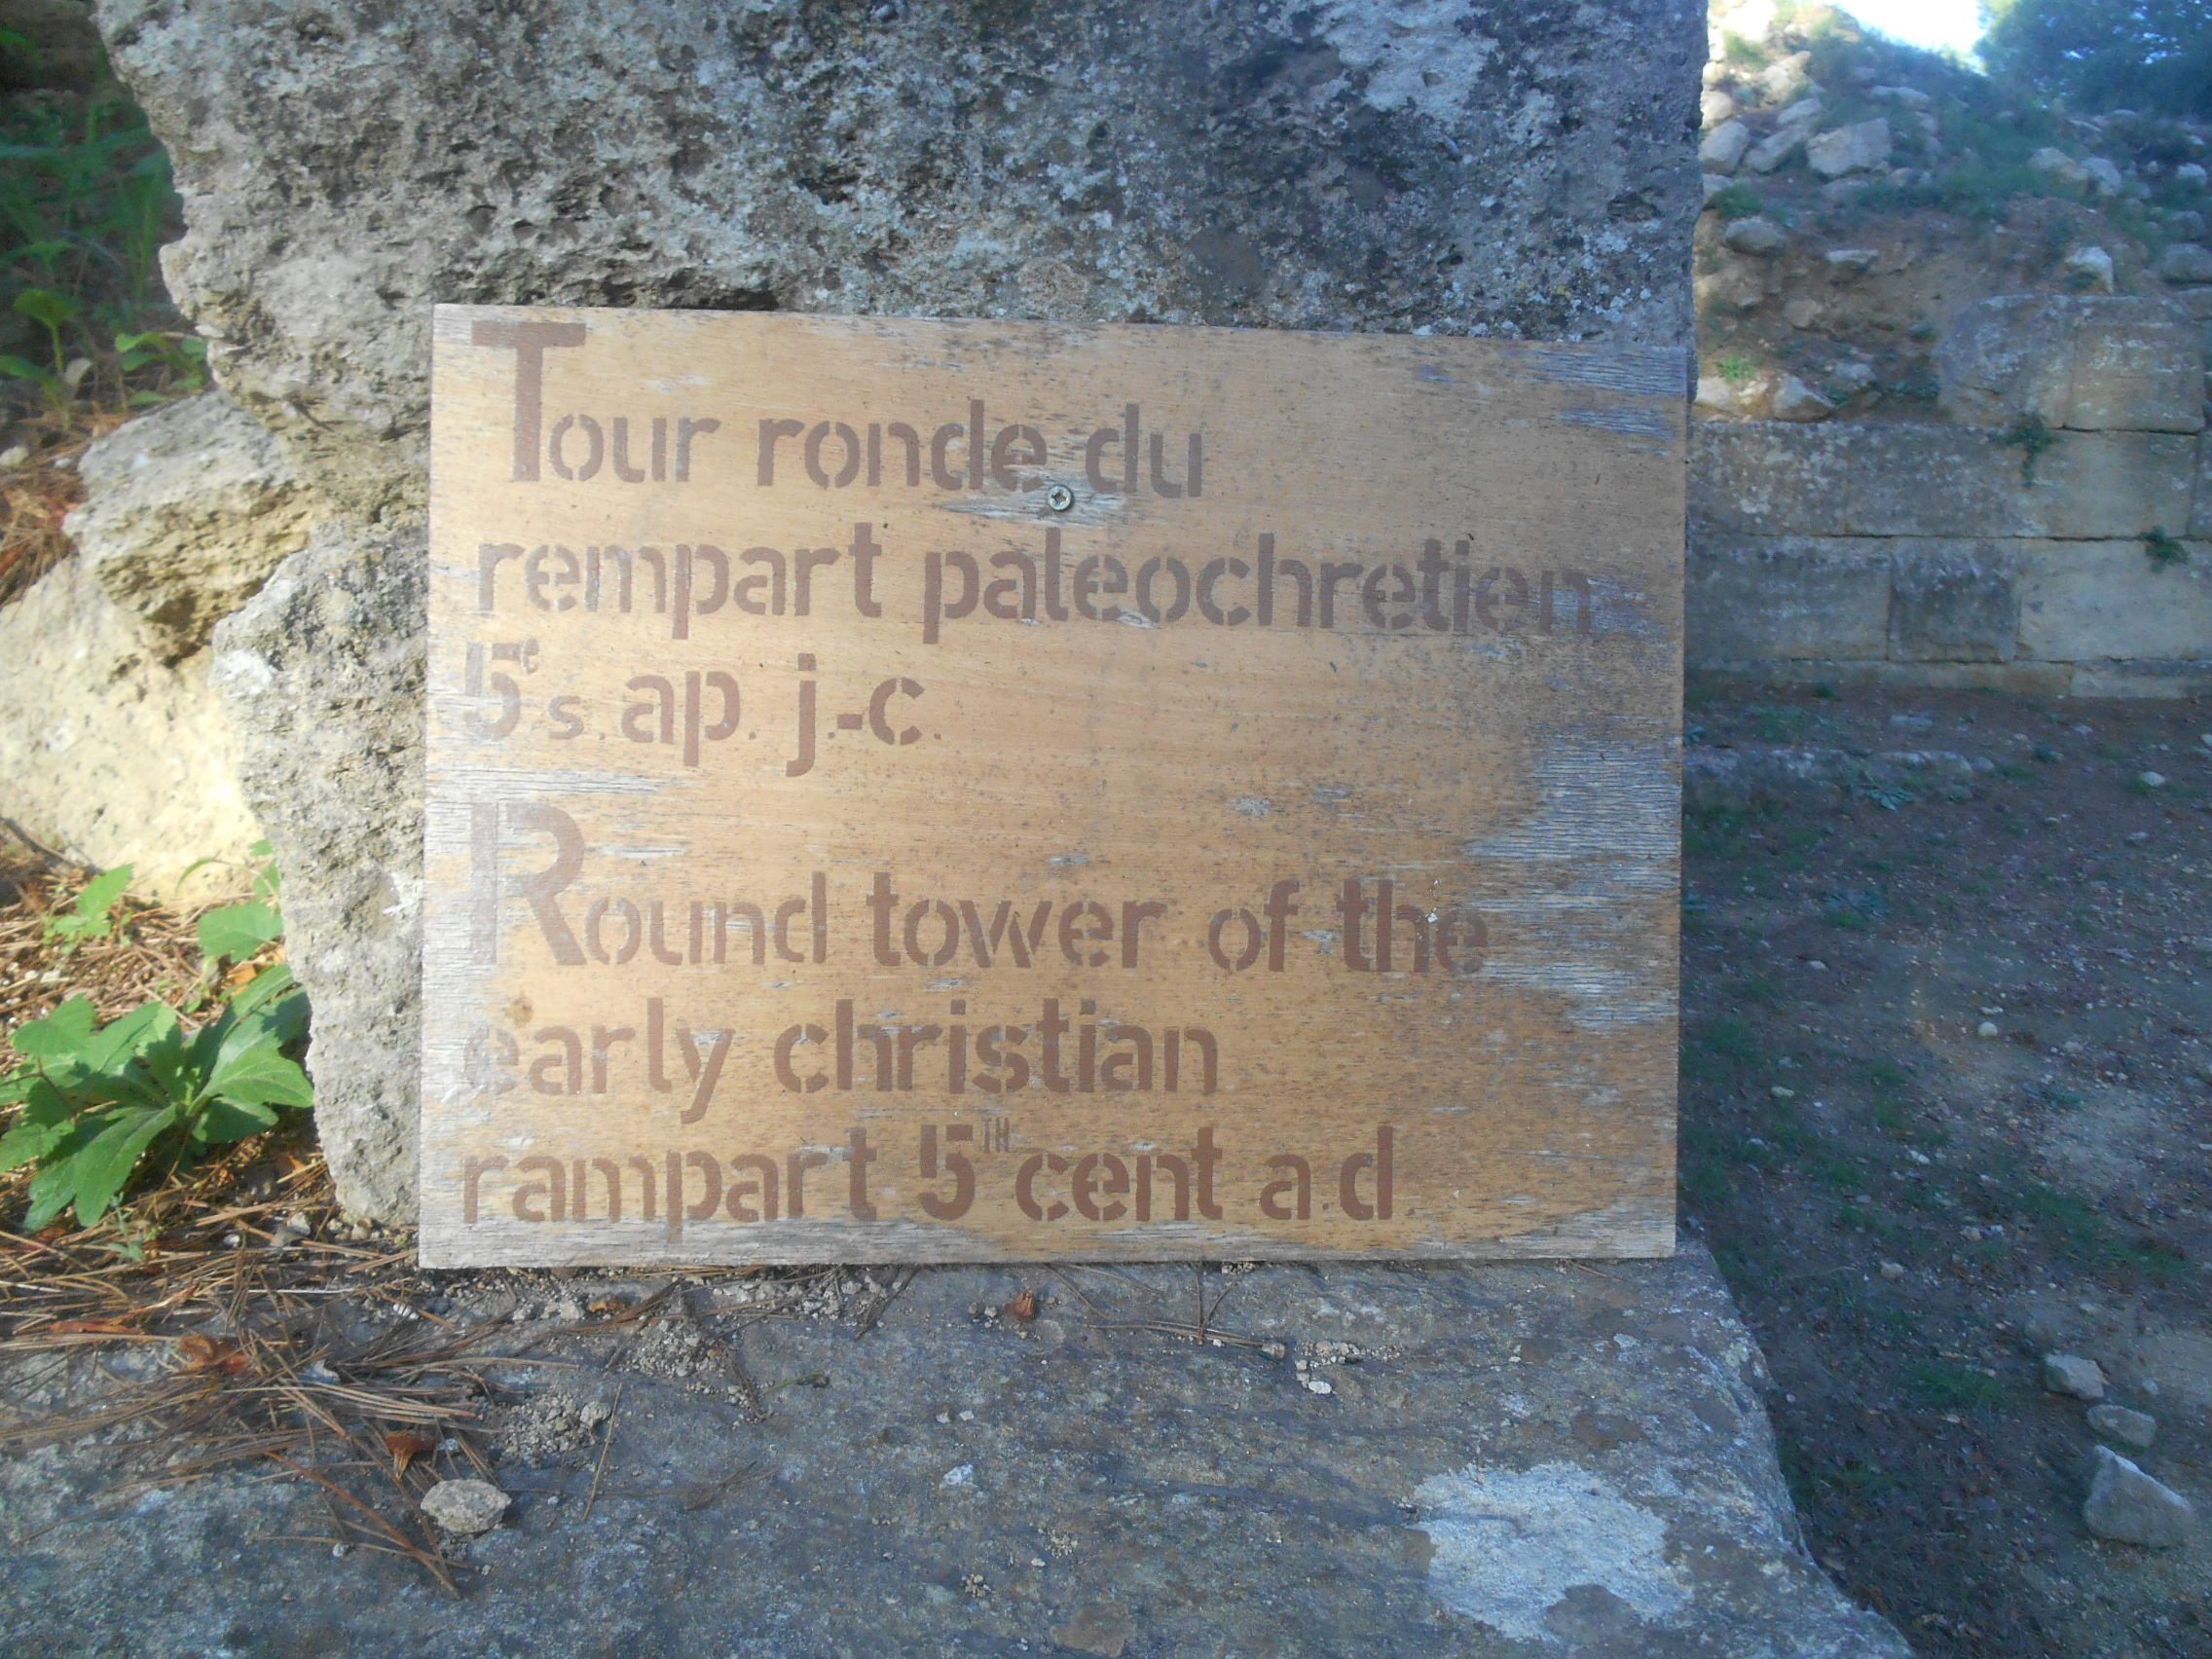 Tour ronde du
rempart paleochretien
5e s. ap. j.-c.
Round tower of the
early christian
rampart 5TH cent a.d.